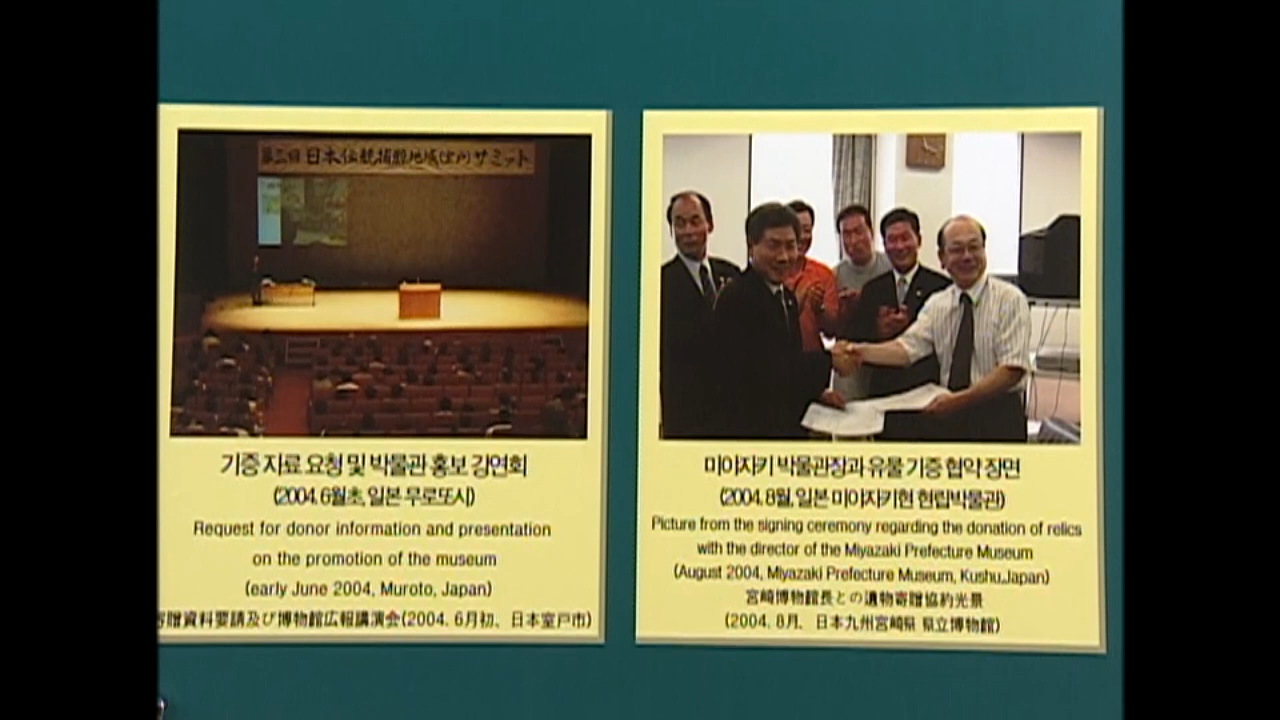 第三回 日本伝統捕鯨地域サミット
기증 자료 요청 및 박물관 홍보 강연회
(2004. 6월초, 일본 무로또시)
Request for donor information and presentation
on the promotion of the museum
(early June 2004, Muroto, Japan)
寄贈資料要請及び博物館広報講演会(2004. 6月初、日本室戸市)
미야자키 박물관장과 유물 기증 협약 장면
(2004. 8월, 일본 미야자키현 현립박물관)
Picture from the signing ceremony regarding the donation of relics
with the director of the Miyazaki Prefecture Museum
(August 2004, Miyazaki Prefecture Museum, Kushu,Japan)
宮崎博物館長との遺物寄贈協約光景
(2004. 8月、日本九州宮崎県 県立博物館)